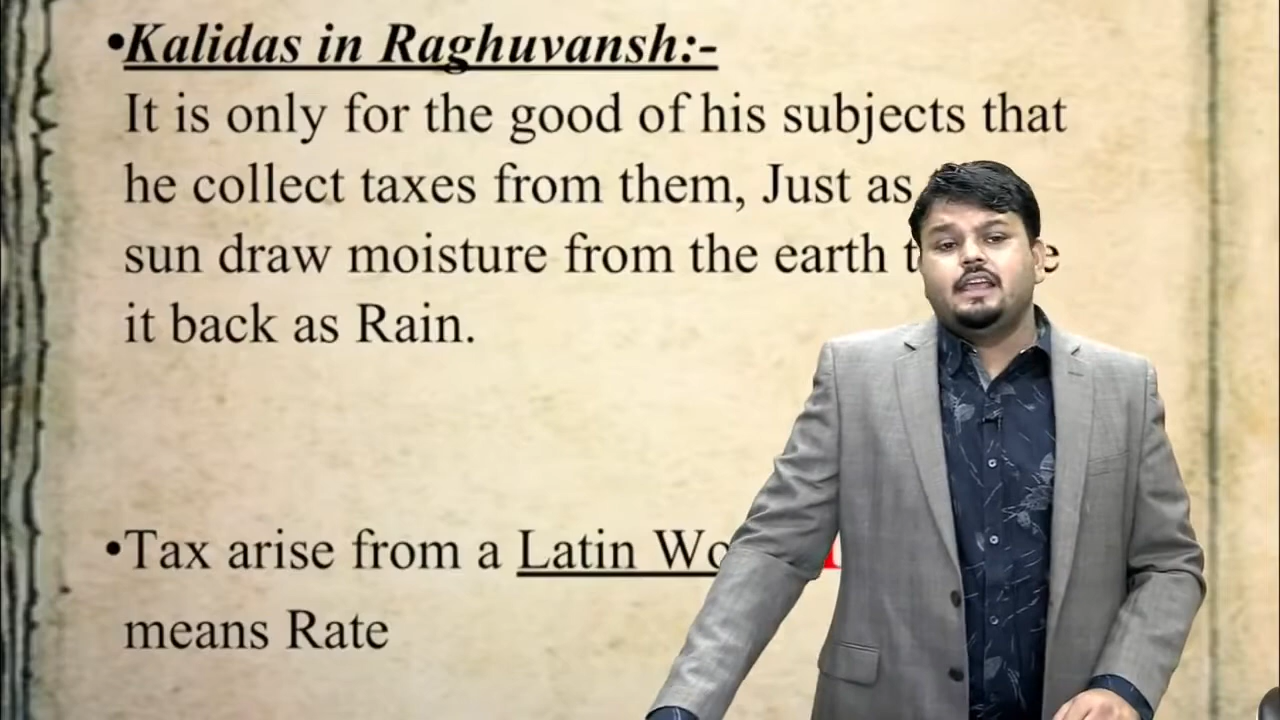 •Kalidas in Raghuvansh:-
It is only for the good of his subjects that
he collect taxes from them, Just as
sun draw moisture from the earth
it back as Rain.
•Tax arise from a Latin
means Rate